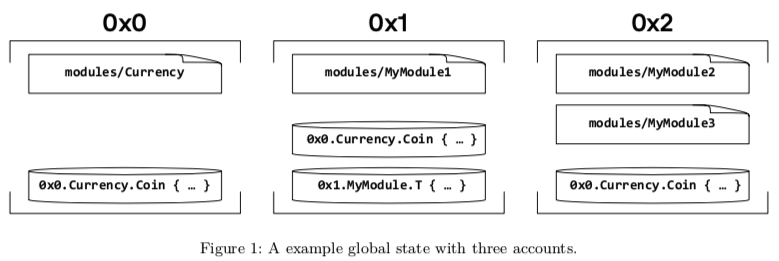 0x0
0x1
0x2
modules/Currency
modules/MyModule1
modules/MyModule2
modules/MyModule3
0x0.Currency.Coin { … }
0x0.Currency.Coin { … }
0x1.MyModule.T { … }
0x0.Currency.Coin { … }
Figure 1: A example global state with three accounts.